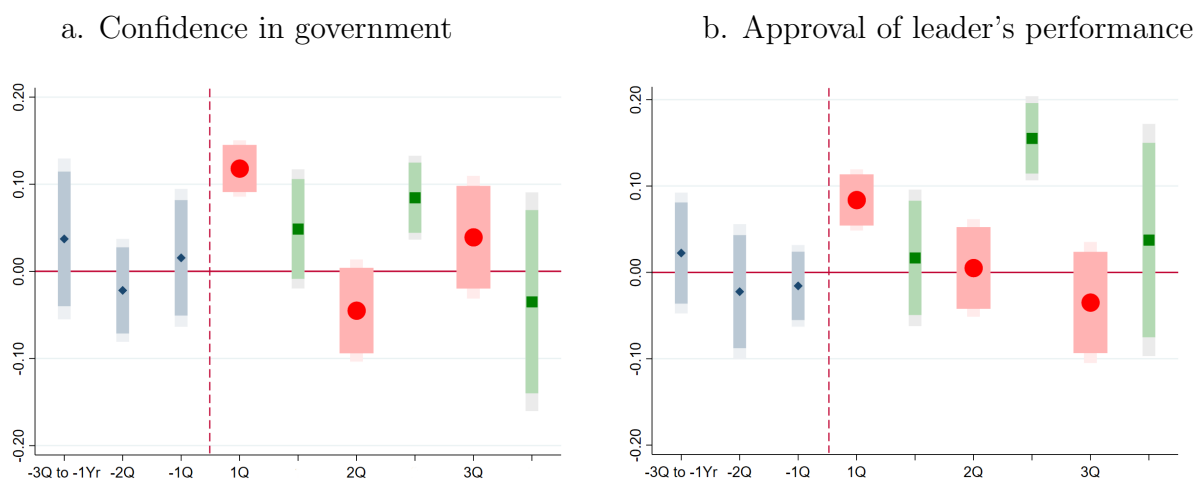 a. Confidence in government
0.20
0.10
0.00
-0.10
-0.20
-3Q to -1Yr -2Q -1Q 1Q 2Q 3Q
b. Approval of leader's performance
0.20
0.10
0.00
-0.10
-0.20
-3Q to -1Yr -2Q -1Q 1Q 2Q 3Q